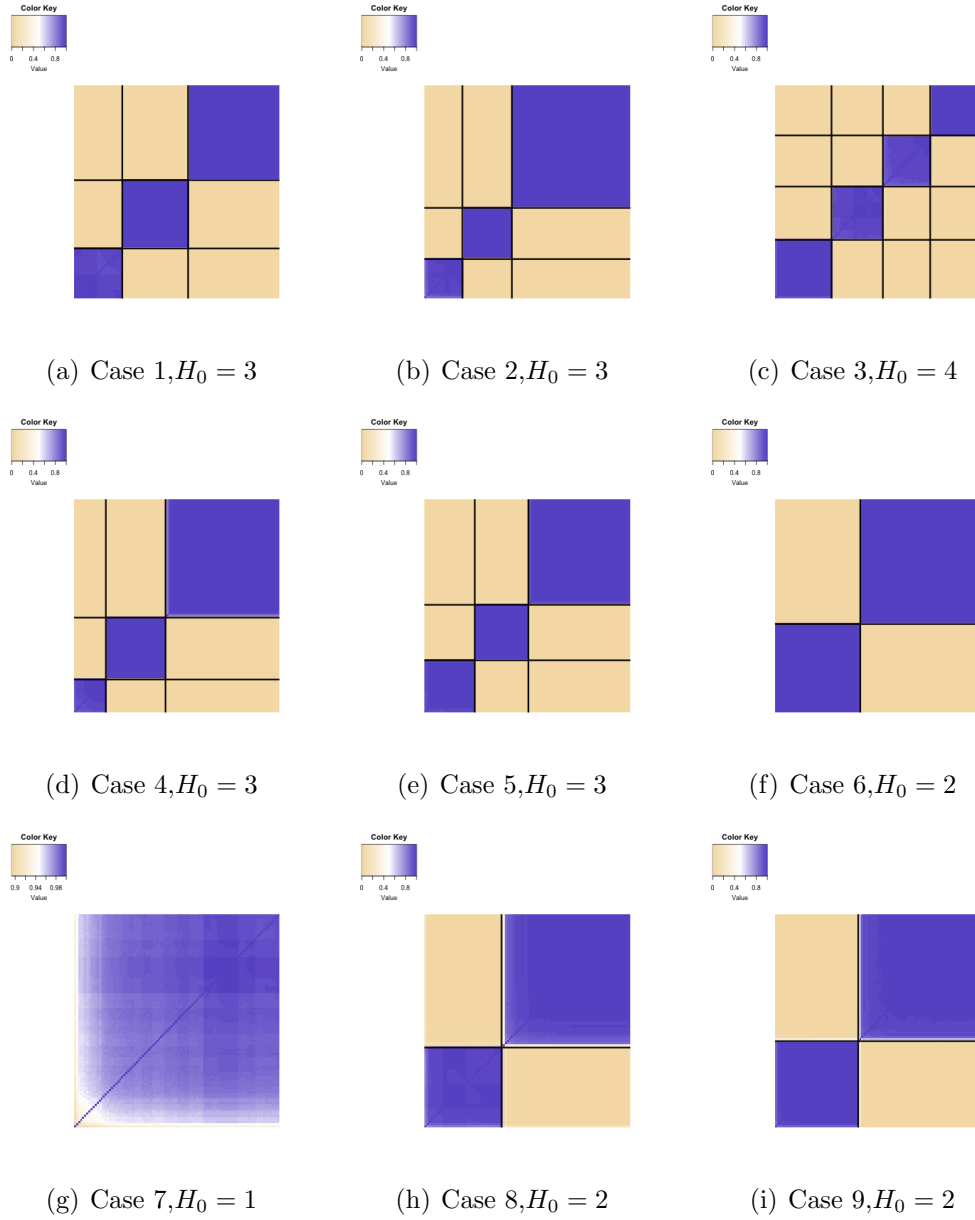 Color Key
0 0.4 0.8
Value
Color Key
0 0.4 0.8
Value
Color Key
0 0.4 0.8
Value
(a) Case 1,H₀ = 3
(b) Case 2,H₀ = 3
(c) Case 3,H₀ = 4
Color Key
0 0.4 0.8
Value
Color Key
0 0.4 0.8
Value
Color Key
0 0.4 0.8
Value
(d) Case 4,H₀ = 3
(e) Case 5,H₀ = 3
(f) Case 6,H₀ = 2
Color Key
0.9 0.94 0.98
Value
Color Key
0 0.4 0.8
Value
Color Key
0 0.4 0.8
Value
(g) Case 7,H₀ = 1
(h) Case 8,H₀ = 2
(i) Case 9,H₀ = 2